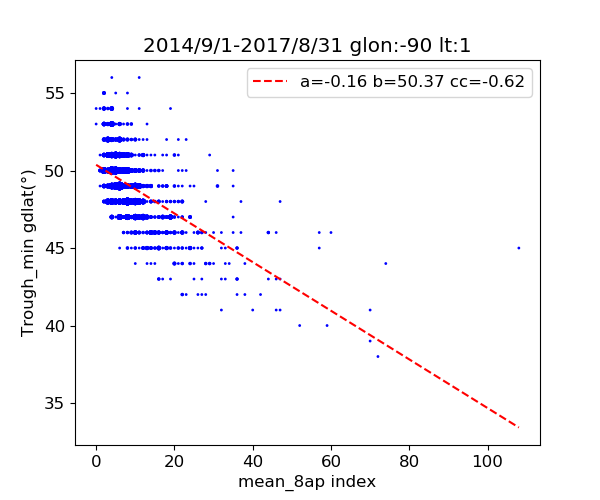 2014/9/1-2017/8/31 glon:-90 lt:1
a=-0.16 b=50.37 cc=-0.62
Trough_min gdlat(°)
55
50
45
40
35
0 20 40 60 80 100
mean_8ap index